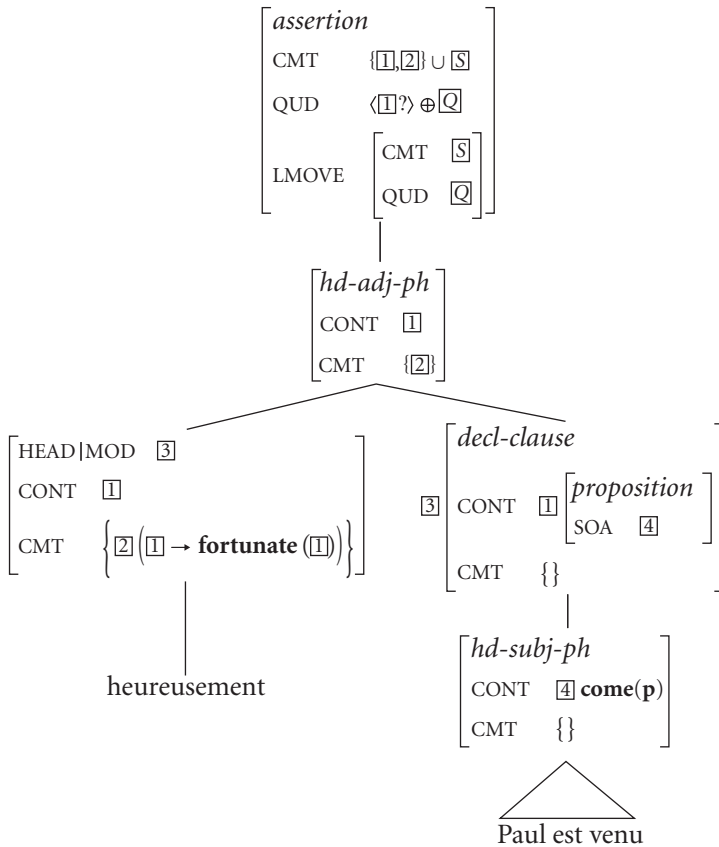 assertion
CMT {1,2} ∪ S
QUD ⟨1?⟩ ⊕ Q
LMOVE
CMT S
QUD Q
hd-adj-ph
CONT 1
CMT {2}
HEAD|MOD 3
CONT 1
CMT {2(1 → fortunate (1))}
heureusement
3
decl-clause
CONT 1
proposition
SOA 4
CMT {}
hd-subj-ph
CONT 4 come(p)
CMT {}
Paul est venu